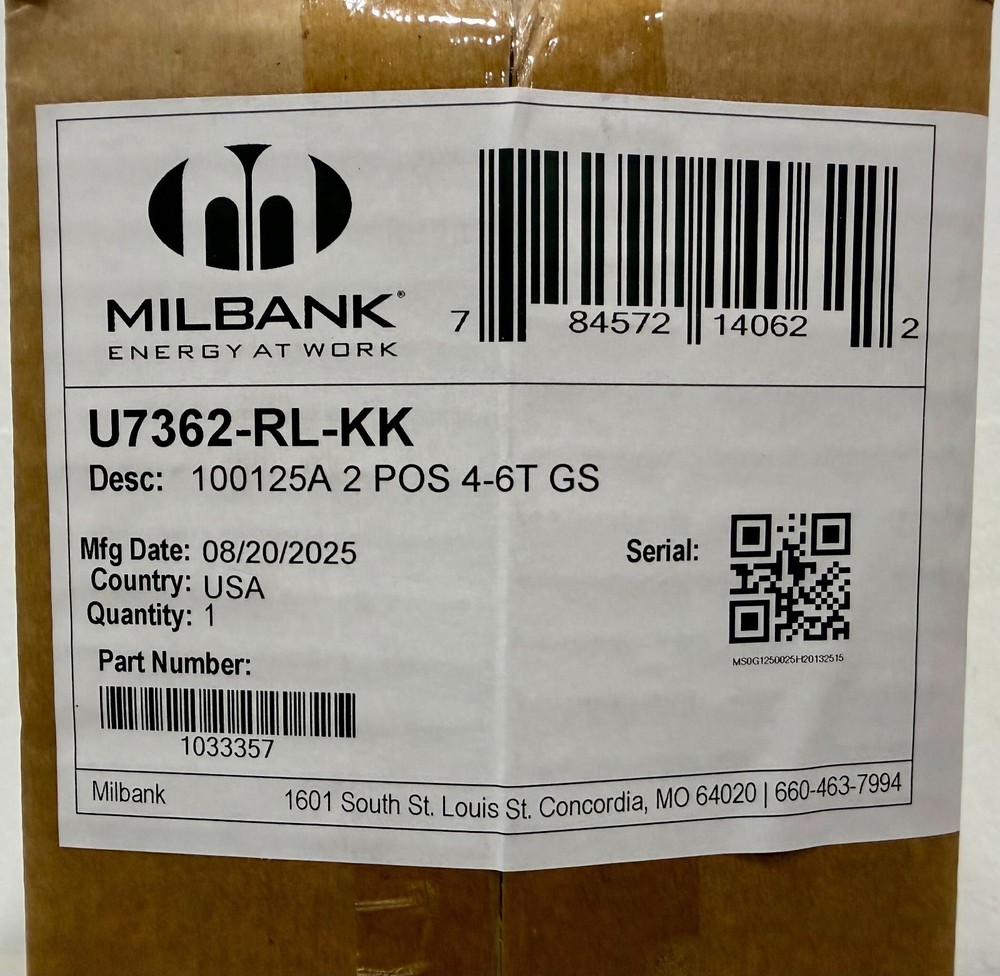 MILBANK®
ENERGY AT WORK
7 84572 14062 2
U7362-RL-KK
Desc: 100125A 2 POS 4-6T GS
Mfg Date: 08/20/2025
Country: USA
Quantity: 1
Serial:
MS0G1250025H20132515
Part Number:
1033357
Milbank 1601 South St. Louis St. Concordia, MO 64020 | 660-463-7994